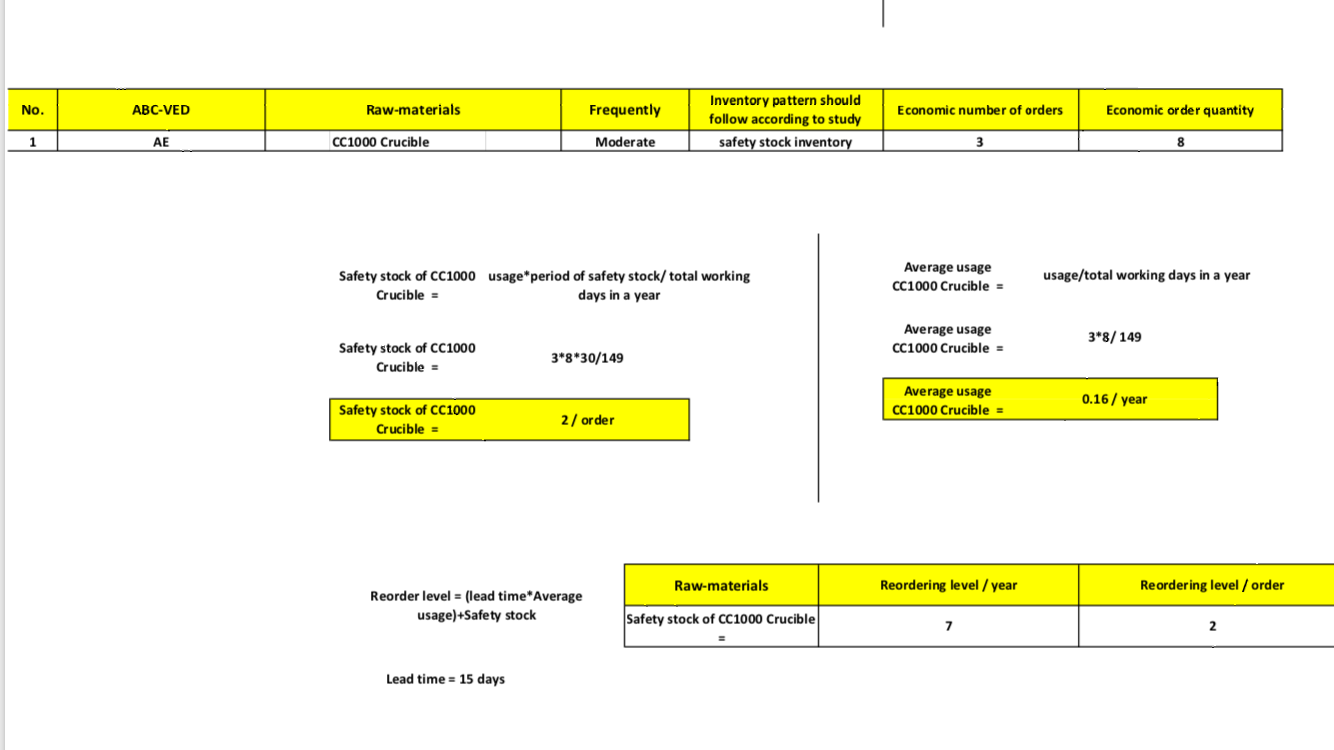 No. ABC-VED Raw-materials Frequently Inventory pattern should
follow according to study Economic number of orders Economic order quantity
1 AE CC1000 Crucible Moderate safety stock inventory 3 8
Safety stock of CC1000
Crucible =
usage*period of safety stock/ total working
days in a year
Safety stock of CC1000
Crucible =
3*8*30/149
Safety stock of CC1000
Crucible =
2 / order
Average usage
CC1000 Crucible =
usage/total working days in a year
Average usage
CC1000 Crucible =
3*8/ 149
Average usage
CC1000 Crucible =
0.16 / year
Reorder level = (lead time*Average
usage)+Safety stock
Lead time = 15 days
Raw-materials Reordering level / year Reordering level / order
Safety stock of CC1000 Crucible
= 7 2